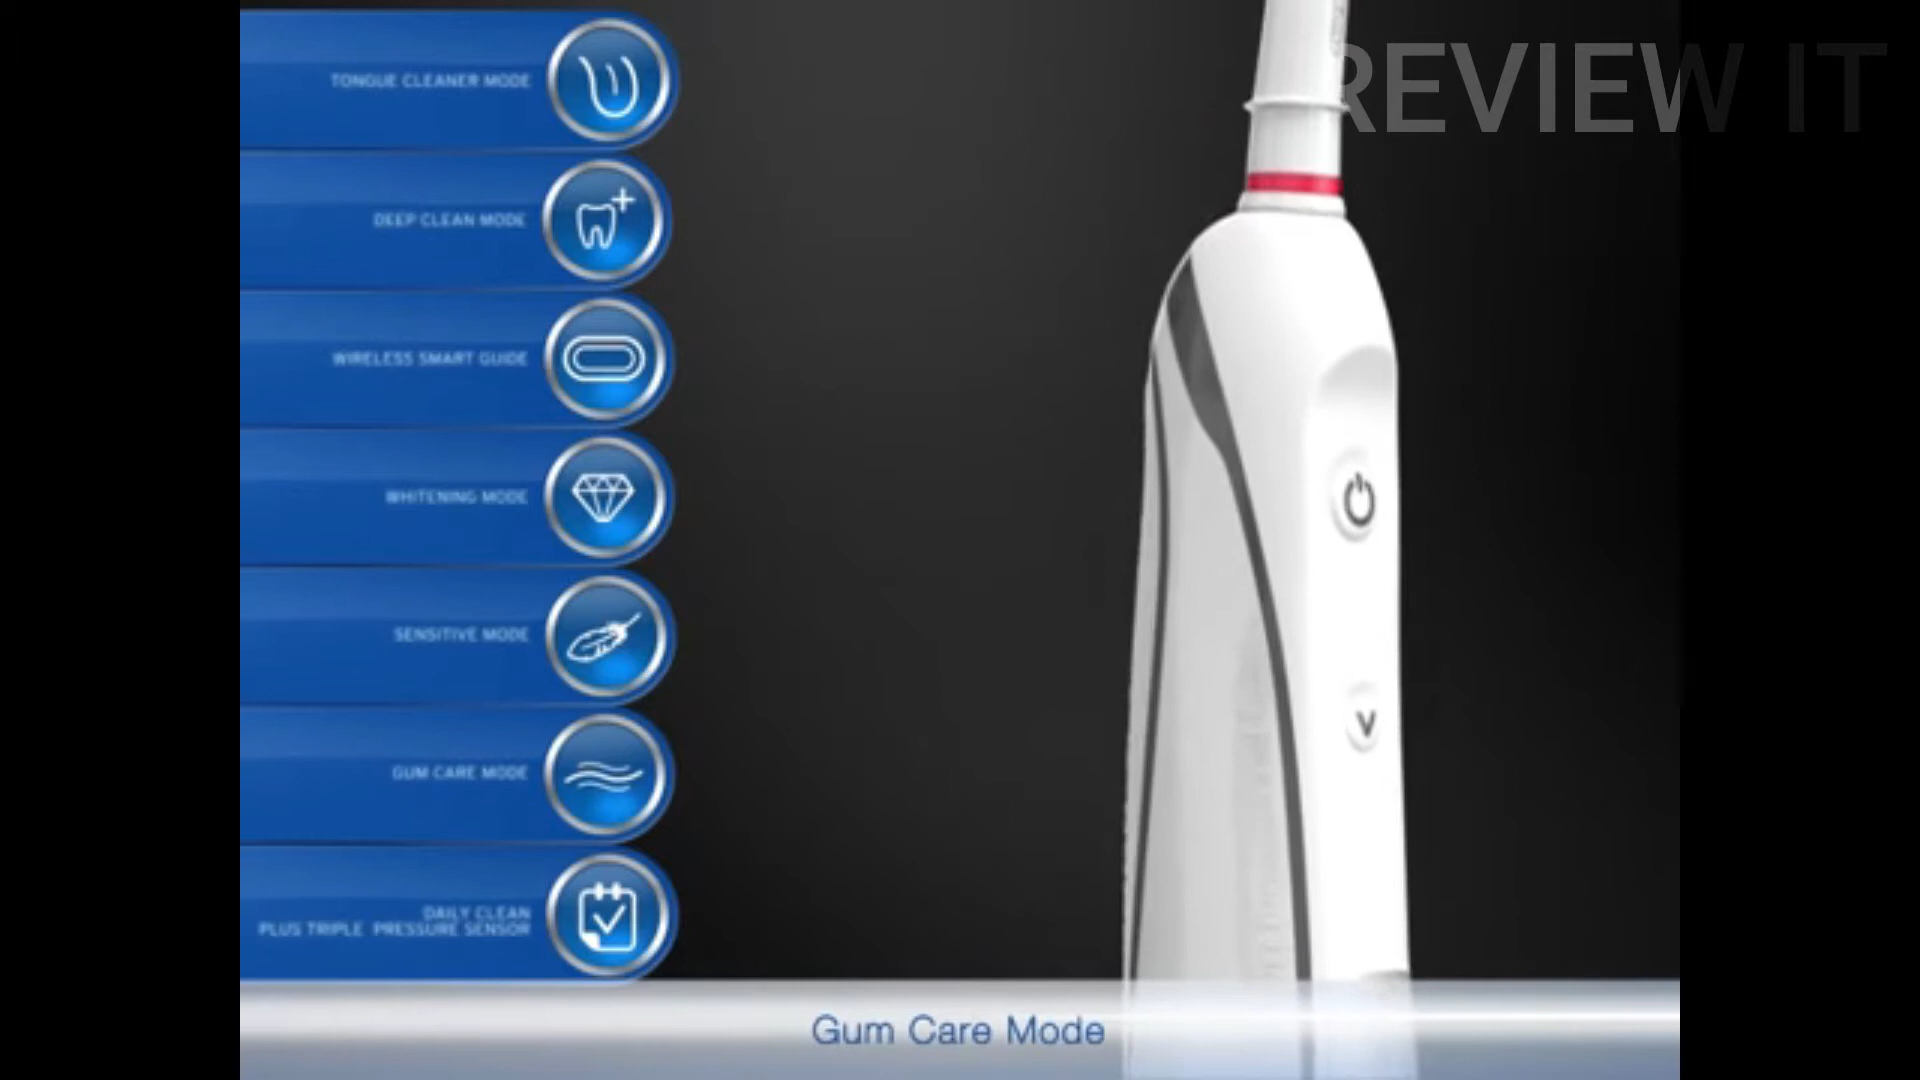 REVIEW IT
TONGUE CLEANER MODE
DEEP CLEAN MODE
WIRELESS SMART GUIDE
WHITENING MODE
SENSITIVE MODE
GUM CARE MODE
DAILY CLEAN
PLUS TRIPLE PRESSURE SENSOR
Gum Care Mode